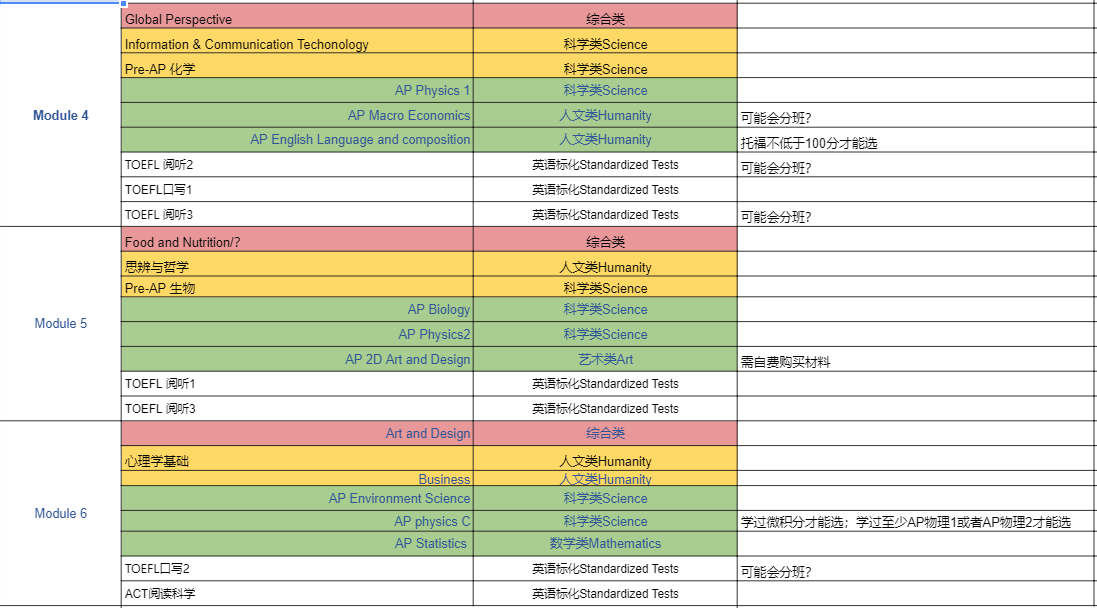 Global Perspective 综合类
Information & Communication Techonology 科学类Science
Pre-AP 化学 科学类Science
AP Physics 1 科学类Science
Module 4
AP Macro Economics 人文类Humanity 可能会分班?
AP English Language and composition 人文类Humanity 托福不低于100分才能选
TOEFL 阅听2 英语标化Standardized Tests 可能会分班?
TOEFL口写1 英语标化Standardized Tests
TOEFL 阅听3 英语标化Standardized Tests 可能会分班?
Food and Nutrition/? 综合类
思辨与哲学 人文类Humanity
Pre-AP 生物 科学类Science
AP Biology 科学类Science
Module 5
AP Physics2 科学类Science
AP 2D Art and Design 艺术类Art 需自费购买材料
TOEFL 阅听1 英语标化Standardized Tests
TOEFL 阅听3 英语标化Standardized Tests
Art and Design 综合类
心理学基础 人文类Humanity
Business 人文类Humanity
AP Environment Science 科学类Science
Module 6
AP physics C 科学类Science 学过微积分才能选；学过至少AP物理1或者AP物理2才能选
AP Statistics 数学类Mathematics
TOEFL口写2 英语标化Standardized Tests 可能会分班?
ACT阅读科学 英语标化Standardized Tests